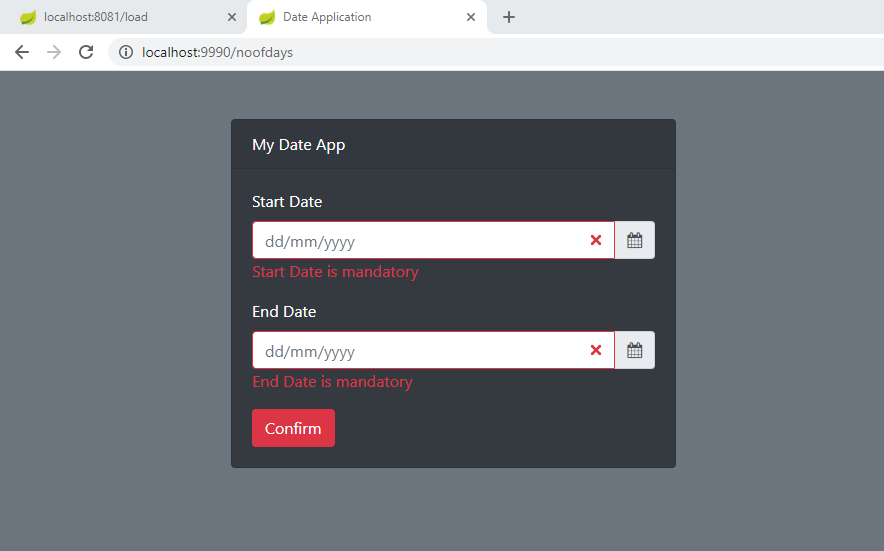 localhost:8081/load
Date Application
localhost:9990/noofdays
My Date App
Start Date
dd/mm/yyyy
Start Date is mandatory
End Date
dd/mm/yyyy
End Date is mandatory
Confirm